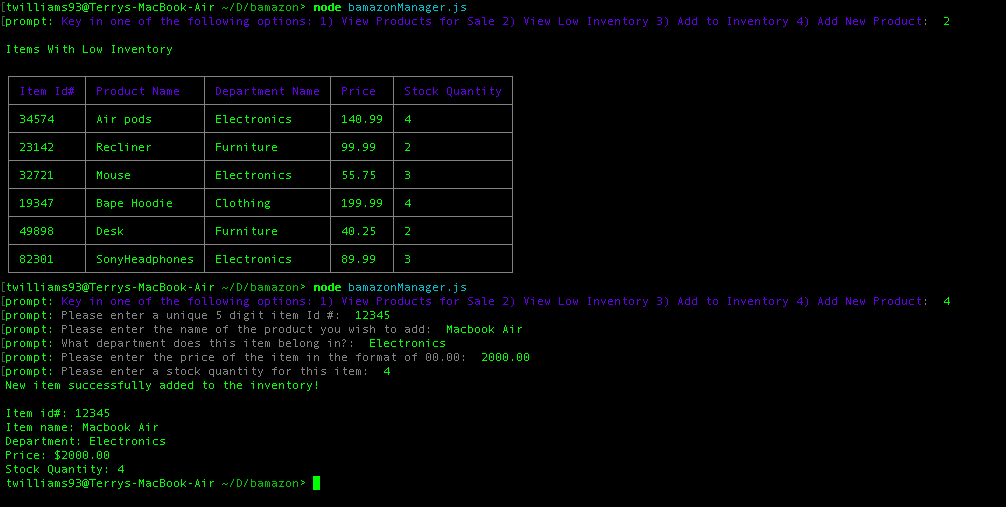 [twilliams93@Terrys-MacBook-Air ~/D/bamazon> node bamazonManager.js
[prompt: Key in one of the following options: 1) View Products for Sale 2) View Low Inventory 3) Add to Inventory 4) Add New Product:  2
Items With Low Inventory
Item Id# Product Name Department Name Price Stock Quantity
34574 Air pods Electronics 140.99 4
23142 Recliner Furniture 99.99 2
32721 Mouse Electronics 55.75 3
19347 Bape Hoodie Clothing 199.99 4
49898 Desk Furniture 40.25 2
82301 SonyHeadphones Electronics 89.99 3
[twilliams93@Terrys-MacBook-Air ~/D/bamazon> node bamazonManager.js
[prompt: Key in one of the following options: 1) View Products for Sale 2) View Low Inventory 3) Add to Inventory 4) Add New Product:  4
[prompt: Please enter a unique 5 digit item Id #:  12345
[prompt: Please enter the name of the product you wish to add:  Macbook Air
[prompt: What department does this item belong in?:  Electronics
[prompt: Please enter the price of the item in the format of 00.00:  2000.00
[prompt: Please enter a stock quantity for this item:  4
New item successfully added to the inventory!
Item id#: 12345
Item name: Macbook Air
Department: Electronics
Price: $2000.00
Stock Quantity: 4
twilliams93@Terrys-MacBook-Air ~/D/bamazon>